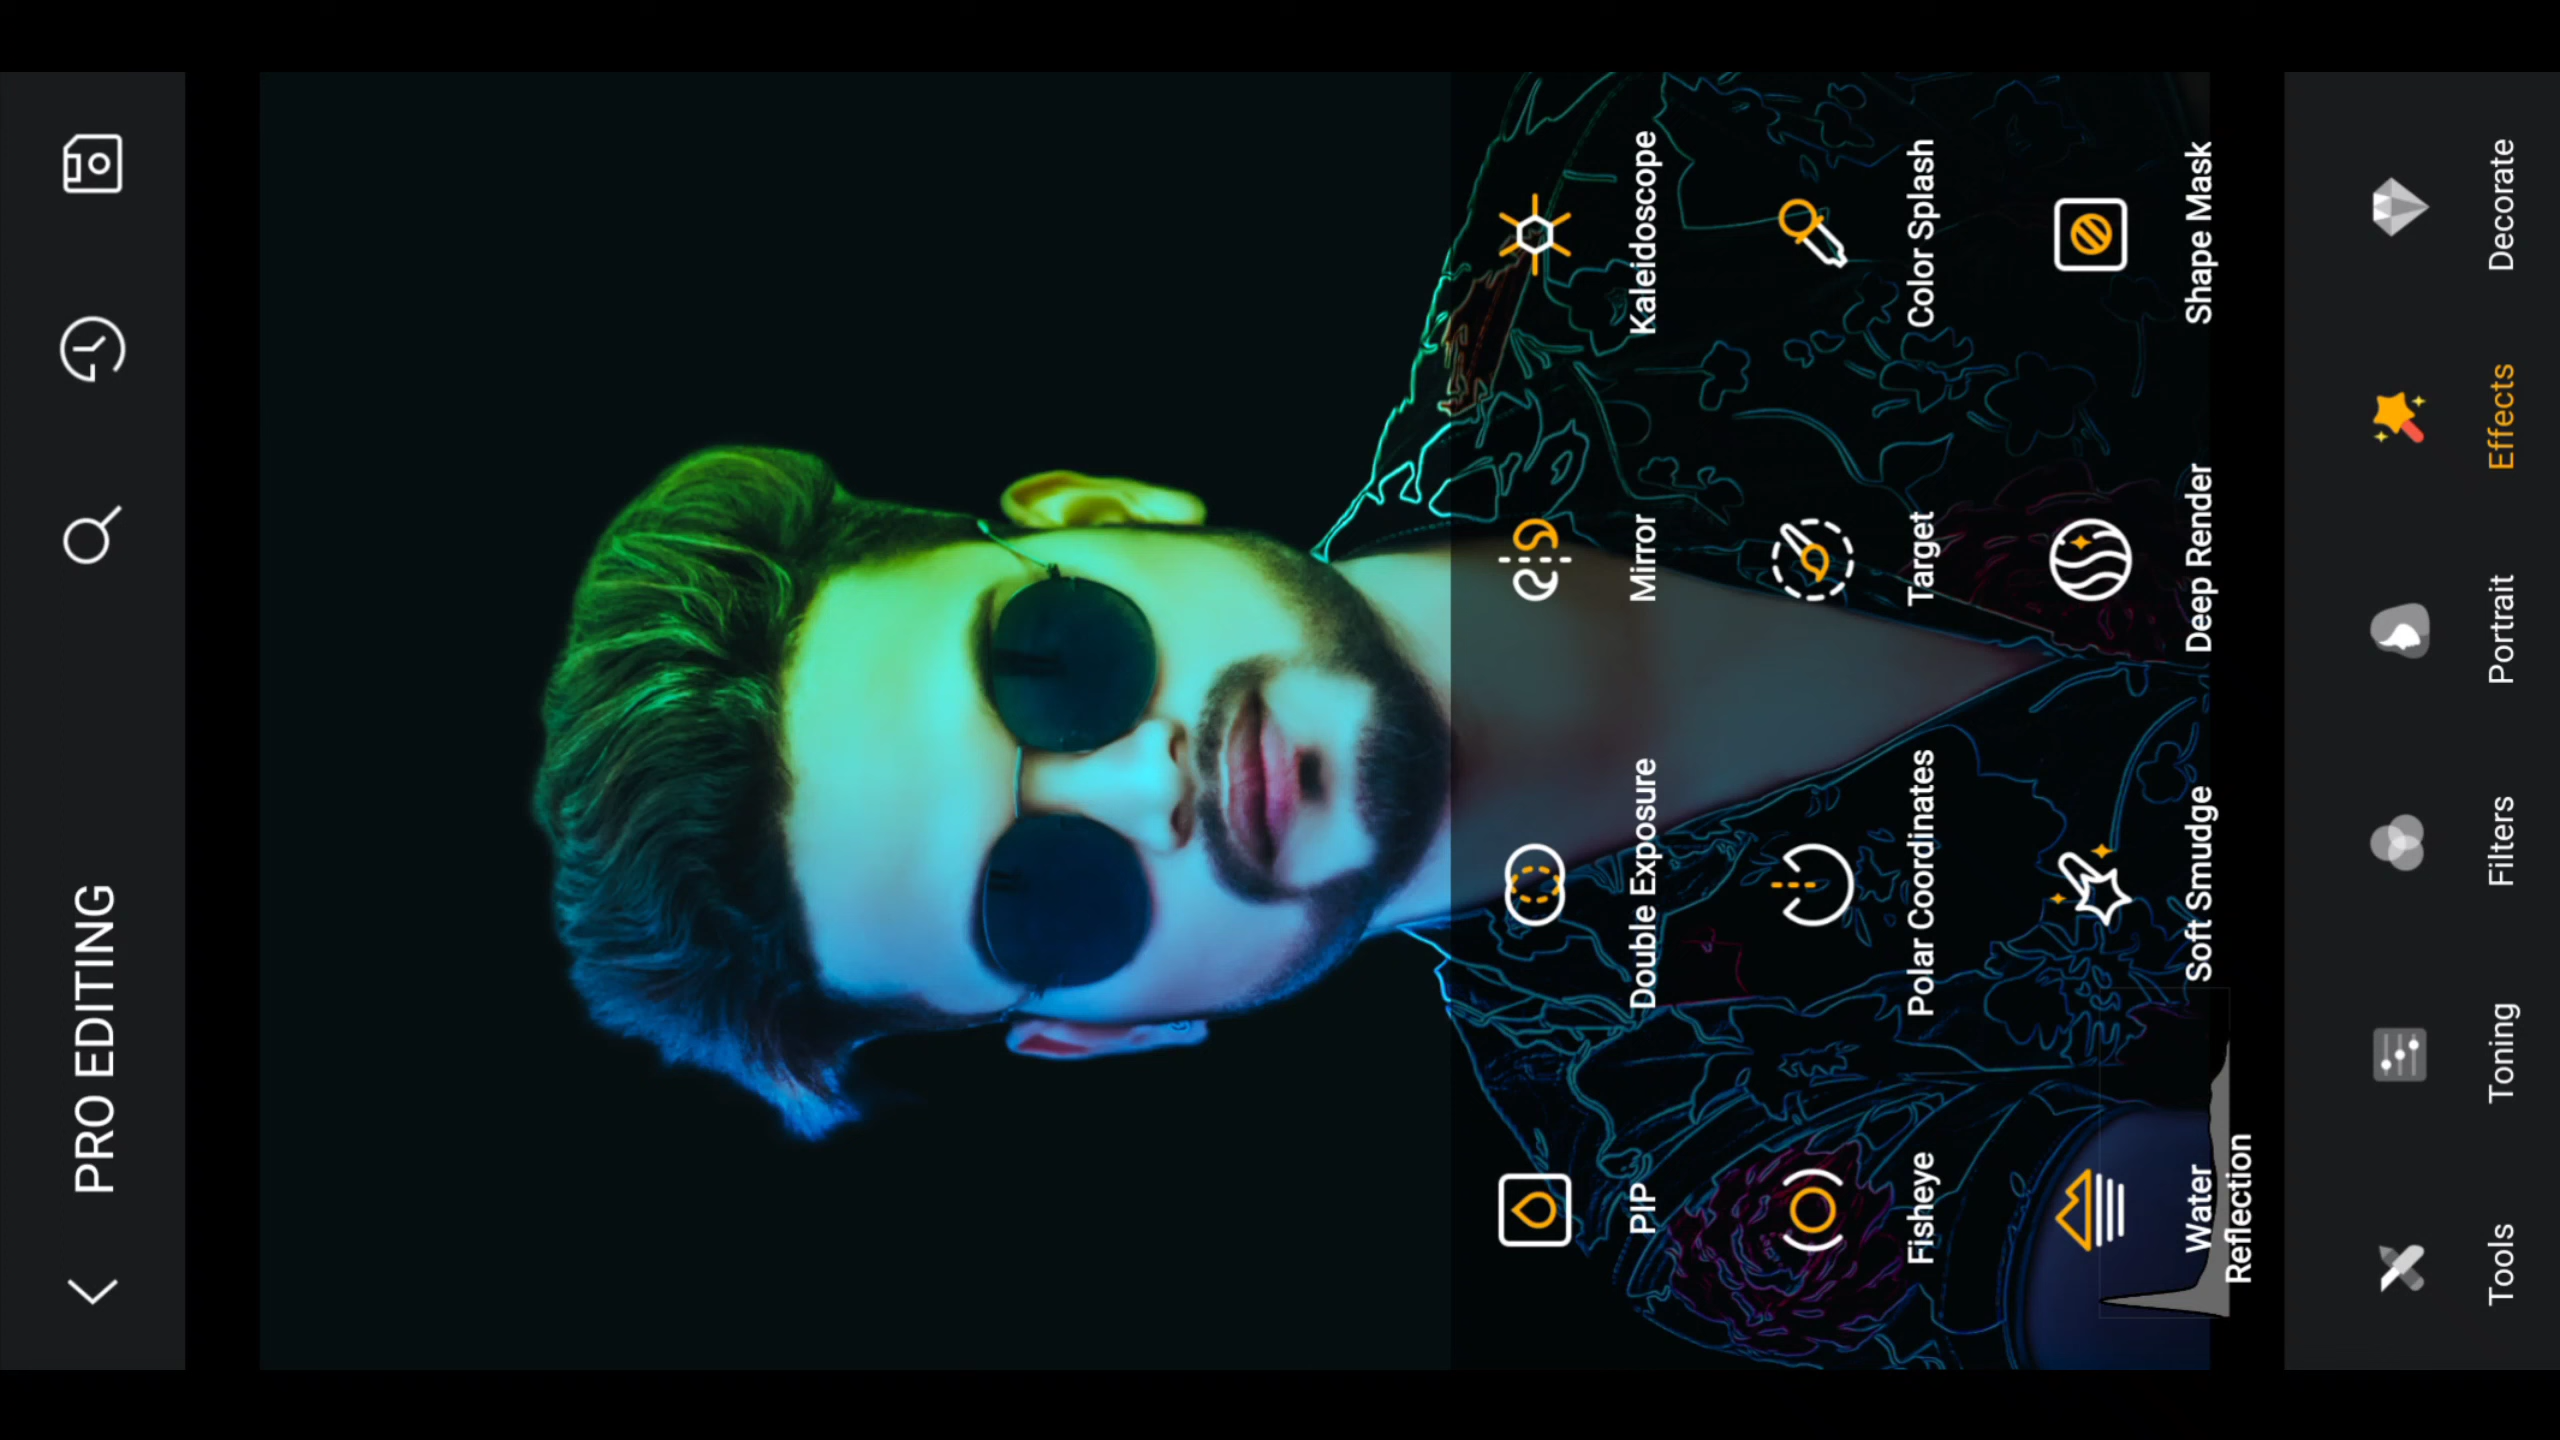 PRO EDITING
PIP
Double Exposure
Mirror
Kaleidoscope
Fisheye
Polar Coordinates
Target
Color Splash
Water
Reflection
Soft Smudge
Deep Render
Shape Mask
Tools
Toning
Filters
Portrait
Effects
Decorate